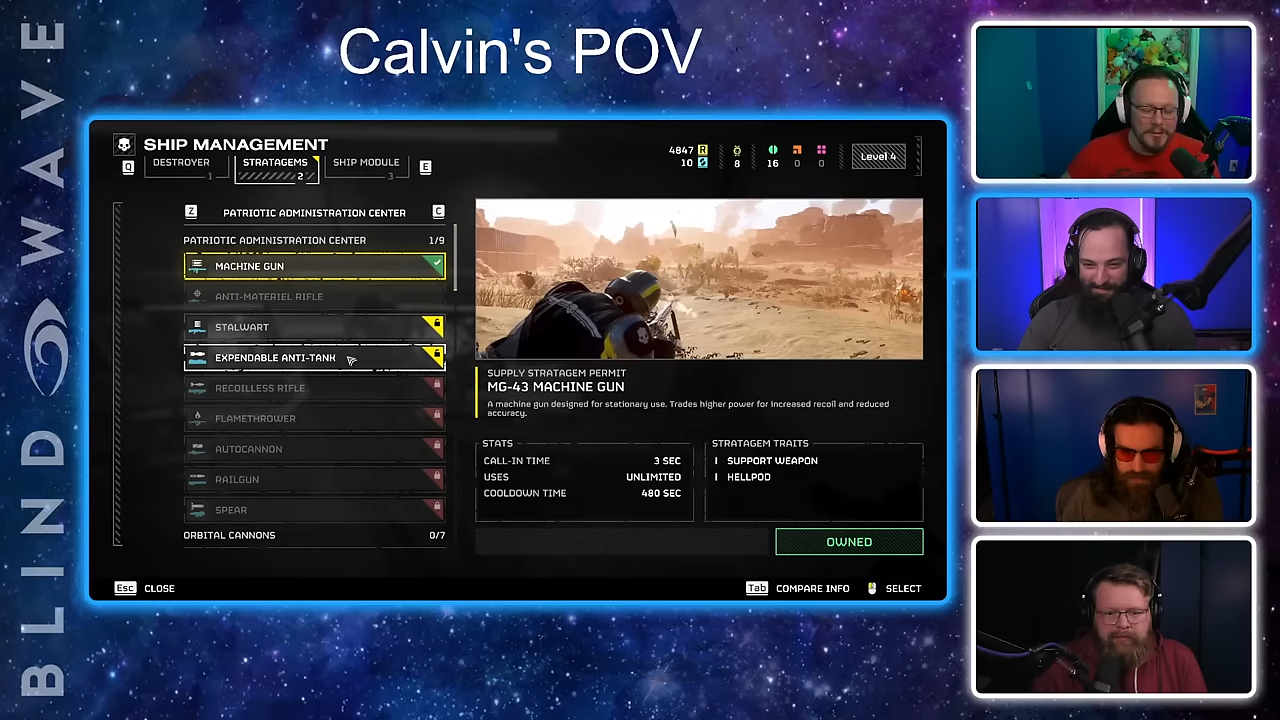 BLIND WAVE
Calvin's POV
SHIP MANAGEMENT
Q DESTROYER 1 STRATAGEMS 2 SHIP MODULE 3 E
4847 R
10 S
8 16 0 0
Level 4
Z PATRIOTIC ADMINISTRATION CENTER C
PATRIOTIC ADMINISTRATION CENTER 1/9
MACHINE GUN
ANTI-MATERIEL RIFLE
STALWART
EXPENDABLE ANTI-TANK
RECOILLESS RIFLE
FLAMETHROWER
AUTOCANNON
RAILGUN
SPEAR
ORBITAL CANNONS 0/7
SUPPLY STRATAGEM PERMIT
MG-43 MACHINE GUN
A machine gun designed for stationary use. Trades higher power for increased recoil and reduced
accuracy.
STATS
CALL-IN TIME 3 SEC
USES UNLIMITED
COOLDOWN TIME 480 SEC
STRATAGEM TRAITS
SUPPORT WEAPON
HELLPOD
OWNED
Esc CLOSE
Tab COMPARE INFO SELECT